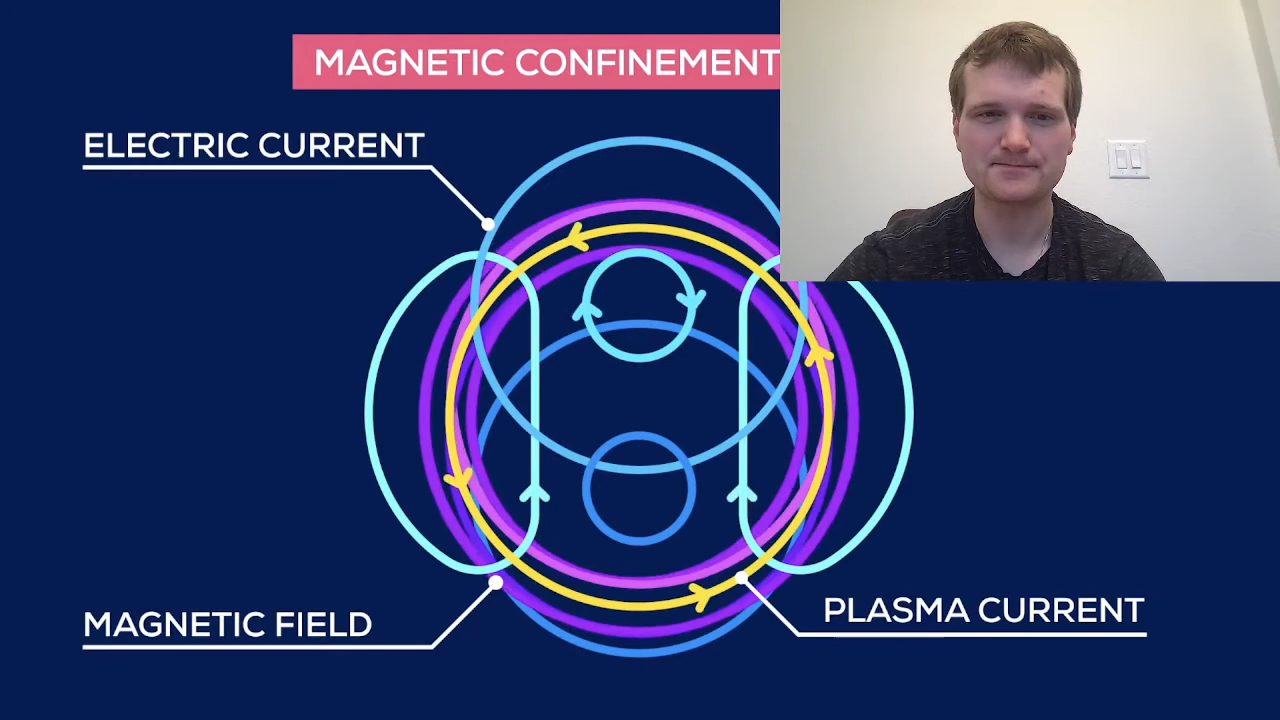 MAGNETIC CONFINEMENT
ELECTRIC CURRENT
MAGNETIC FIELD
PLASMA CURRENT